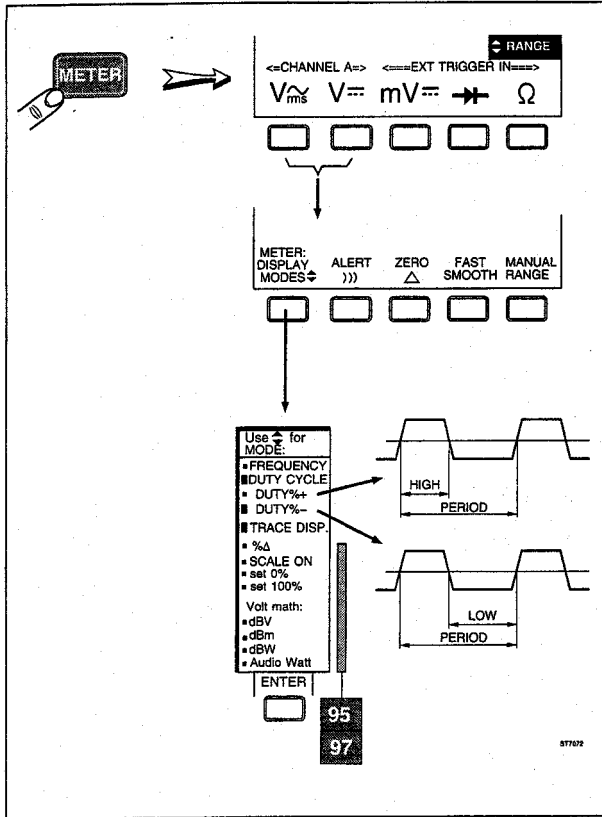 RANGE
METER
<=CHANNEL A=> <===EXT TRIGGER IN===>
V rms V mV Ω
METER:
DISPLAY
MODES
ALERT
)))
ZERO
△
FAST
SMOOTH
MANUAL
RANGE
Use for
MODE:
▪FREQUENCY
▪DUTY CYCLE
▪ DUTY%+
▪ DUTY%−
▪TRACE DISP.
▪ %Δ
▪ SCALE ON
▪ set 0%
▪ set 100%
Volt math:
▪dBV
▪dBm
▪dBW
▪Audio Watt
ENTER
95
97
HIGH
PERIOD
LOW
PERIOD
ST7072